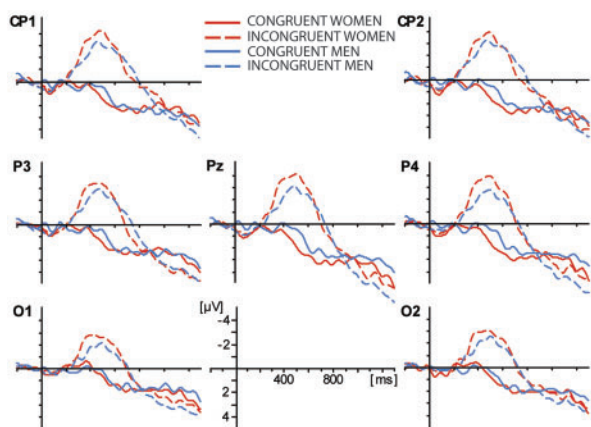 CP1
CONGRUENT WOMEN
INCONGRUENT WOMEN
CONGRUENT MEN
INCONGRUENT MEN
CP2
P3
Pz
P4
O1
[µV]
-4
-2
400 800 [ms]
2
4
O2